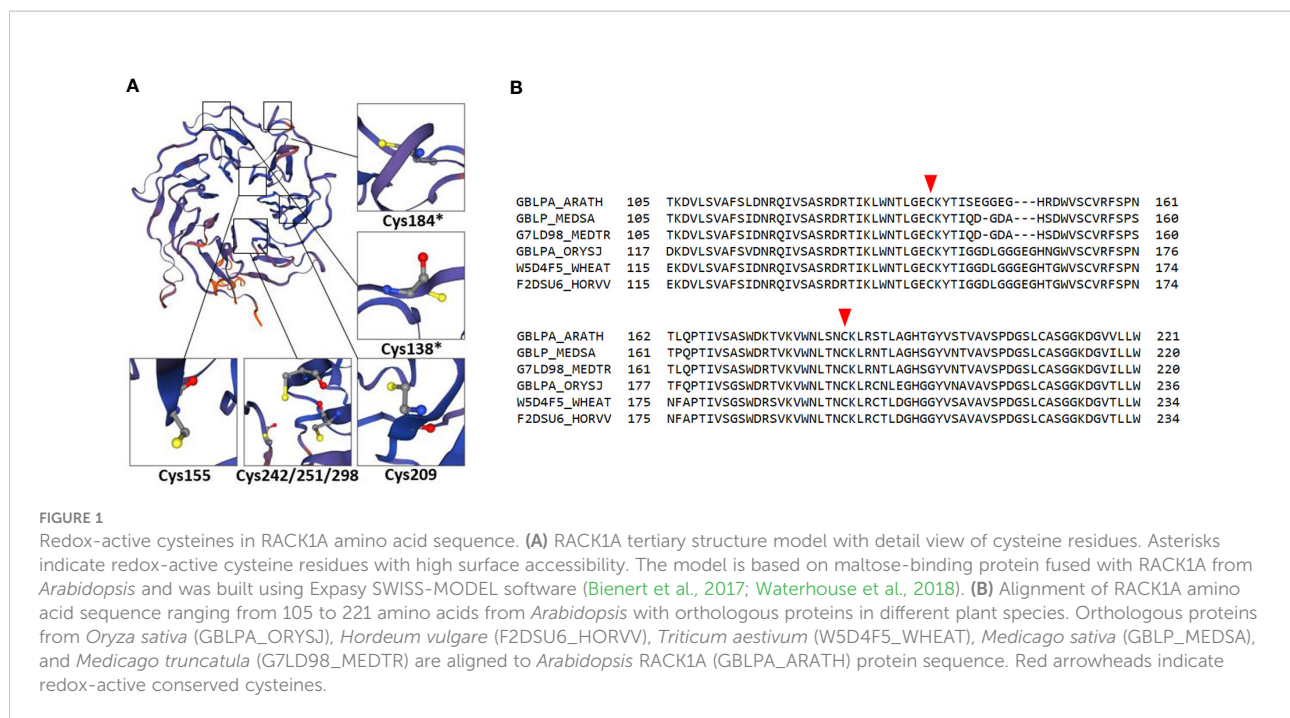 A
B
Cys184*
Cys138*
Cys155
Cys242/251/298
Cys209
GBLPA_ARATH 105 TKDVLSVAFSLDNRQIVSASRDRTIKLWNTLGECKYTISEGGEG---HRDWVSCVRFSPN 161
GBLP_MEDSA 105 TKDVLSVAFSIDNRQIVSASRDRTIKLWNTLGECKYTIQD-GDA---HSDWVSCVRFSPS 160
G7LD98_MEDTR 105 TKDVLSVAFSIDNRQIVSASRDRTIKLWNTLGECKYTIQD-GDA---HSDWVSCVRFSPS 160
GBLPA_ORYSJ 117 DKDVLSVAFSVDNRQIVSASRDRTIKLWNTLGECKYTIGGDLGGGEGHNGWVSCVRFSPN 176
W5D4F5_WHEAT 115 EKDVLSVAFSIDNRQIVSASRDRTIKLWNTLGECKYTIGGDLGGGEGHTGWVSCVRFSPN 174
F2DSU6_HORVV 115 EKDVLSVAFSIDNRQIVSASRDRTIKLWNTLGECKYTIGGDLGGGEGHTGWVSCVRFSPN 174
GBLPA_ARATH 162 TLQPTIVSASWDKTVKVWNLSNCKLRSTLAGHTGYVSTVAVSPDGSLCASGGKDGVVLLW 221
GBLP_MEDSA 161 TPQPTIVSASWDRTVKVWNLTNCKLRNTLAGHSGYVNTVAVSPDGSLCASGGKDGVILLW 220
G7LD98_MEDTR 161 TLQPTIVSASWDRTVKVWNLTNCKLRNTLAGHSGYVNTVAVSPDGSLCASGGKDGVILLW 220
GBLPA_ORYSJ 177 TFQPTIVSGSWDRTVKVWNLTNCKLRCNLEGHGGYVNAVAVSPDGSLCASGGKDGVTLLW 236
W5D4F5_WHEAT 175 NFAPTIVSGSWDRSVKVWNLTNCKLRCTLDGHGGYVSAVAVSPDGSLCASGGKDGVTLLW 234
F2DSU6_HORVV 175 NFAPTIVSGSWDRSVKVWNLTNCKLRCTLDGHGGYVSAVAVSPDGSLCASGGKDGVTLLW 234
FIGURE 1
Redox-active cysteines in RACK1A amino acid sequence. (A) RACK1A tertiary structure model with detail view of cysteine residues. Asterisks
indicate redox-active cysteine residues with high surface accessibility. The model is based on maltose-binding protein fused with RACK1A from
Arabidopsis and was built using Expasy SWISS-MODEL software (Bienert et al., 2017; Waterhouse et al., 2018). (B) Alignment of RACK1A amino
acid sequence ranging from 105 to 221 amino acids from Arabidopsis with orthologous proteins in different plant species. Orthologous proteins
from Oryza sativa (GBLPA_ORYSJ), Hordeum vulgare (F2DSU6_HORVV), Triticum aestivum (W5D4F5_WHEAT), Medicago sativa (GBLP_MEDSA),
and Medicago truncatula (G7LD98_MEDTR) are aligned to Arabidopsis RACK1A (GBLPA_ARATH) protein sequence. Red arrowheads indicate
redox-active conserved cysteines.